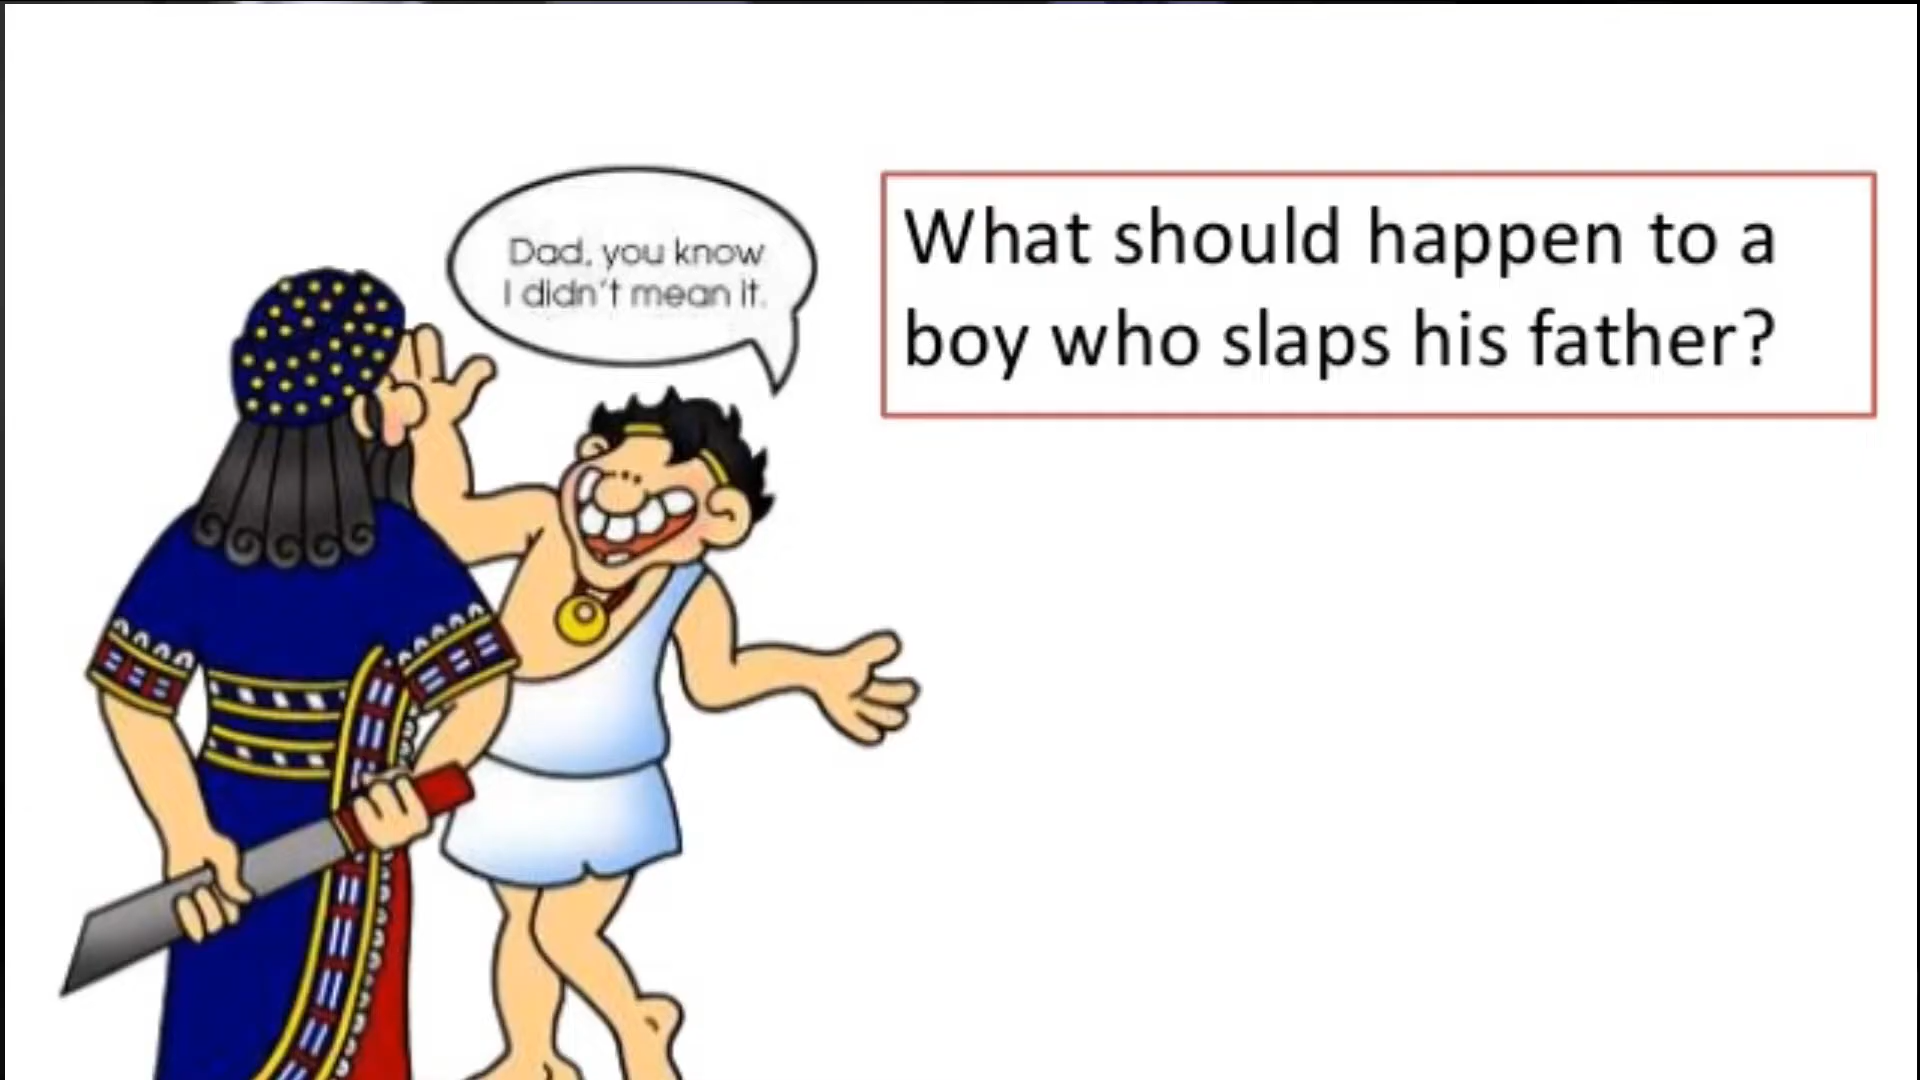 Dad, you know
I didn't mean it.
What should happen to a
boy who slaps his father?